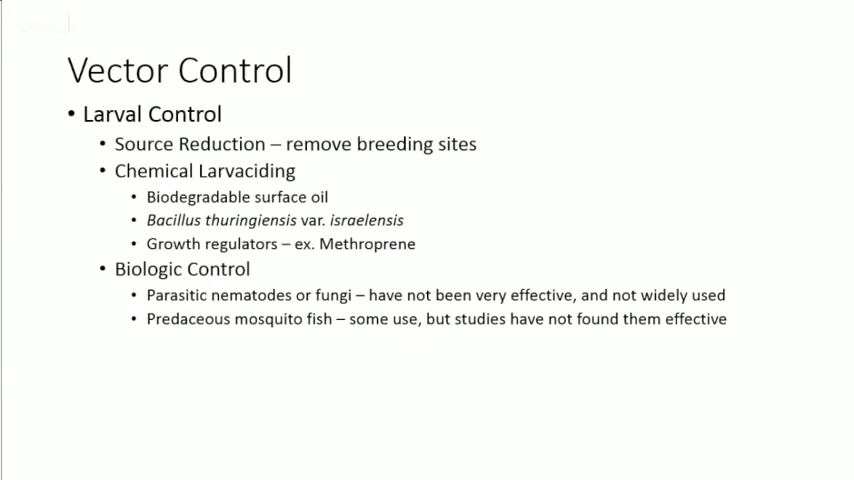 Vector Control
• Larval Control
• Source Reduction – remove breeding sites
• Chemical Larvaciding
• Biodegradable surface oil
• Bacillus thuringiensis var. israelensis
• Growth regulators – ex. Methroprene
• Biologic Control
• Parasitic nematodes or fungi – have not been very effective, and not widely used
• Predaceous mosquito fish – some use, but studies have not found them effective